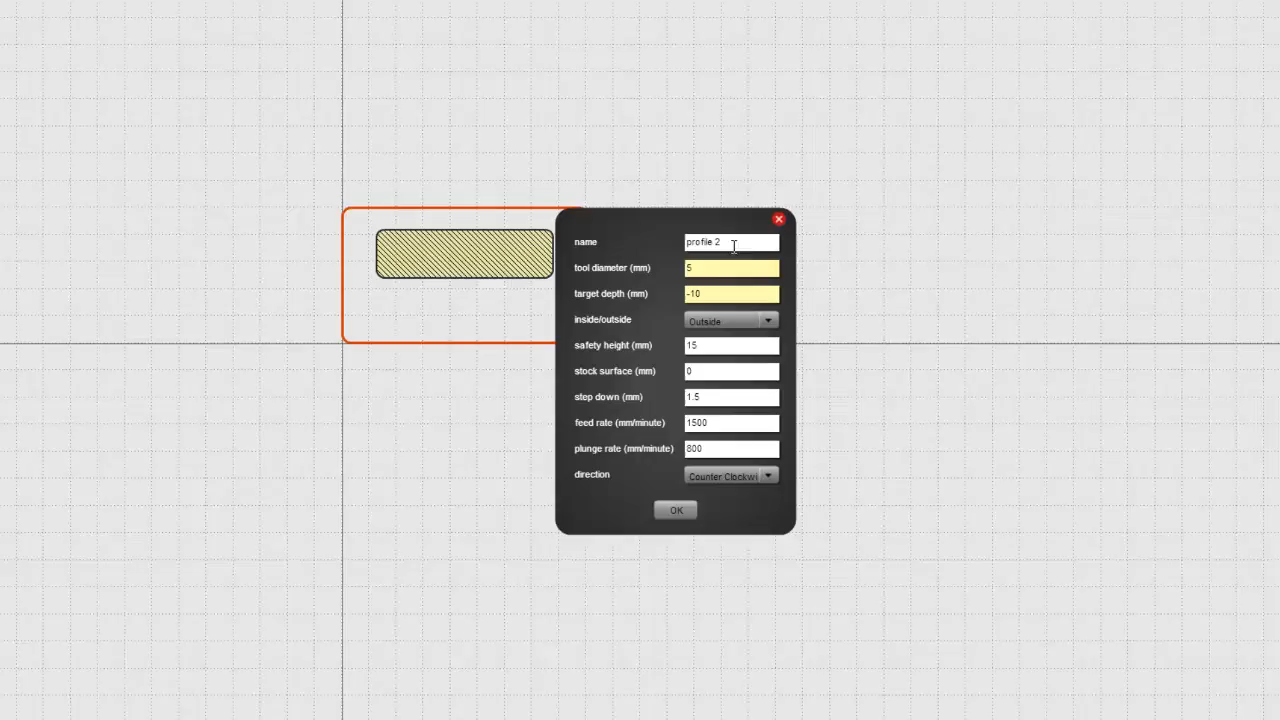 name profile 2
tool diameter (mm) 5
target depth (mm) -10
inside/outside Outside
safety height (mm) 15
stock surface (mm) 0
step down (mm) 1.5
feed rate (mm/minute) 1500
plunge rate (mm/minute) 800
direction Counter Clockwi
OK